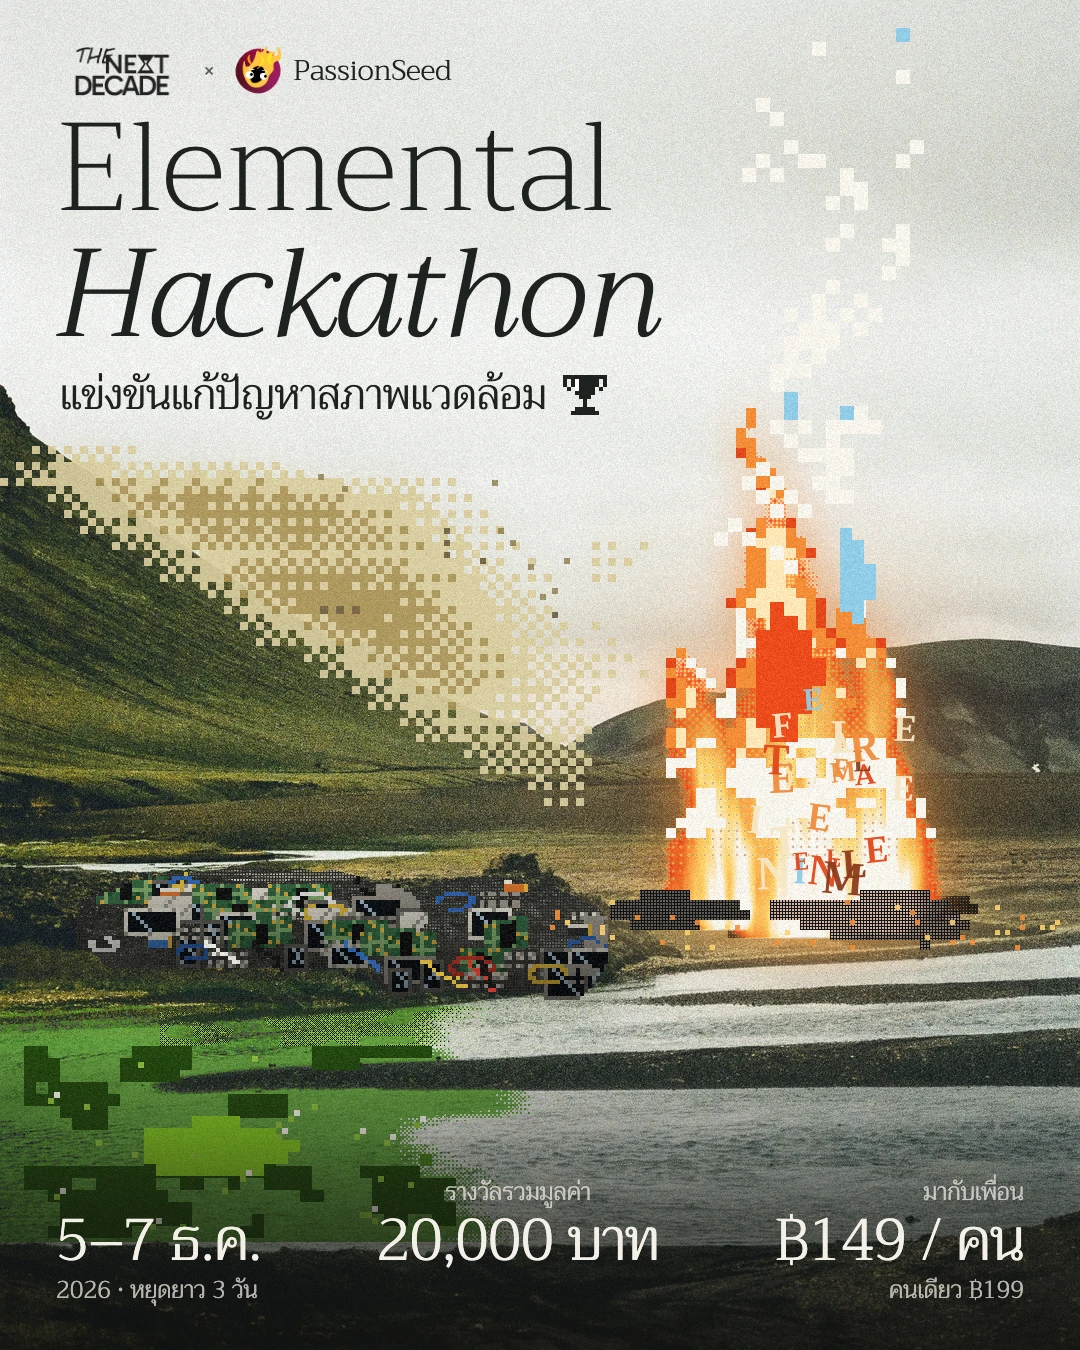 THE NEXT DECADE × PassionSeed
Elemental
Hackathon
แข่งขันแก้ปัญหาสภาพแวดล้อม
E
F I R E
T E M A
E
E
N E N L E
I M
รางวัลรวมมูลค่า
มากับเพื่อน
5–7 ธ.ค.
20,000 บาท
฿149 / คน
2026 · หยุดยาว 3 วัน
คนเดียว ฿199